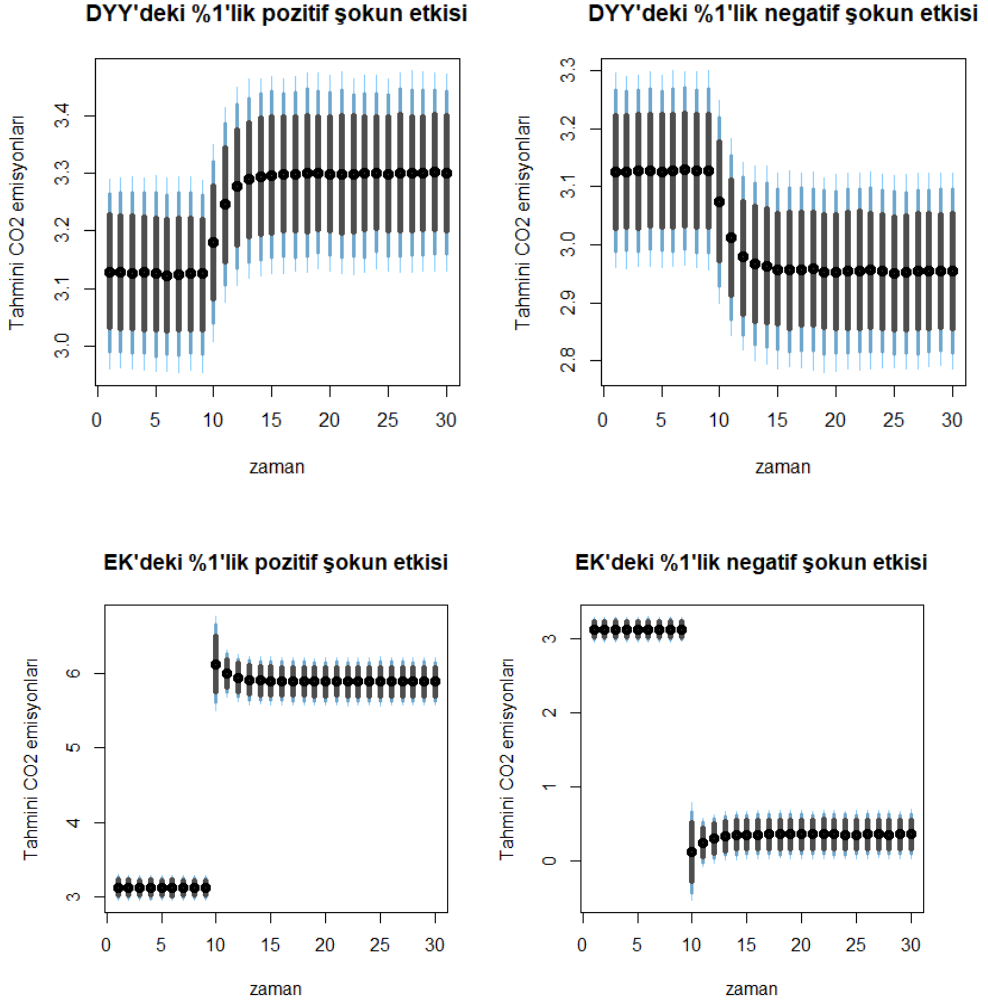 DYY'deki %1'lik pozitif şokun etkisi
Tahmini CO2 emisyonları
3.4
3.3
3.2
3.1
3.0
0 5 10 15 20 25 30
zaman
DYY'deki %1'lik negatif şokun etkisi
Tahmini CO2 emisyonları
3.3
3.2
3.1
3.0
2.9
2.8
0 5 10 15 20 25 30
zaman
EK'deki %1'lik pozitif şokun etkisi
Tahmini CO2 emisyonları
6
5
4
3
0 5 10 15 20 25 30
zaman
EK'deki %1'lik negatif şokun etkisi
Tahmini CO2 emisyonları
3
2
1
0
0 5 10 15 20 25 30
zaman